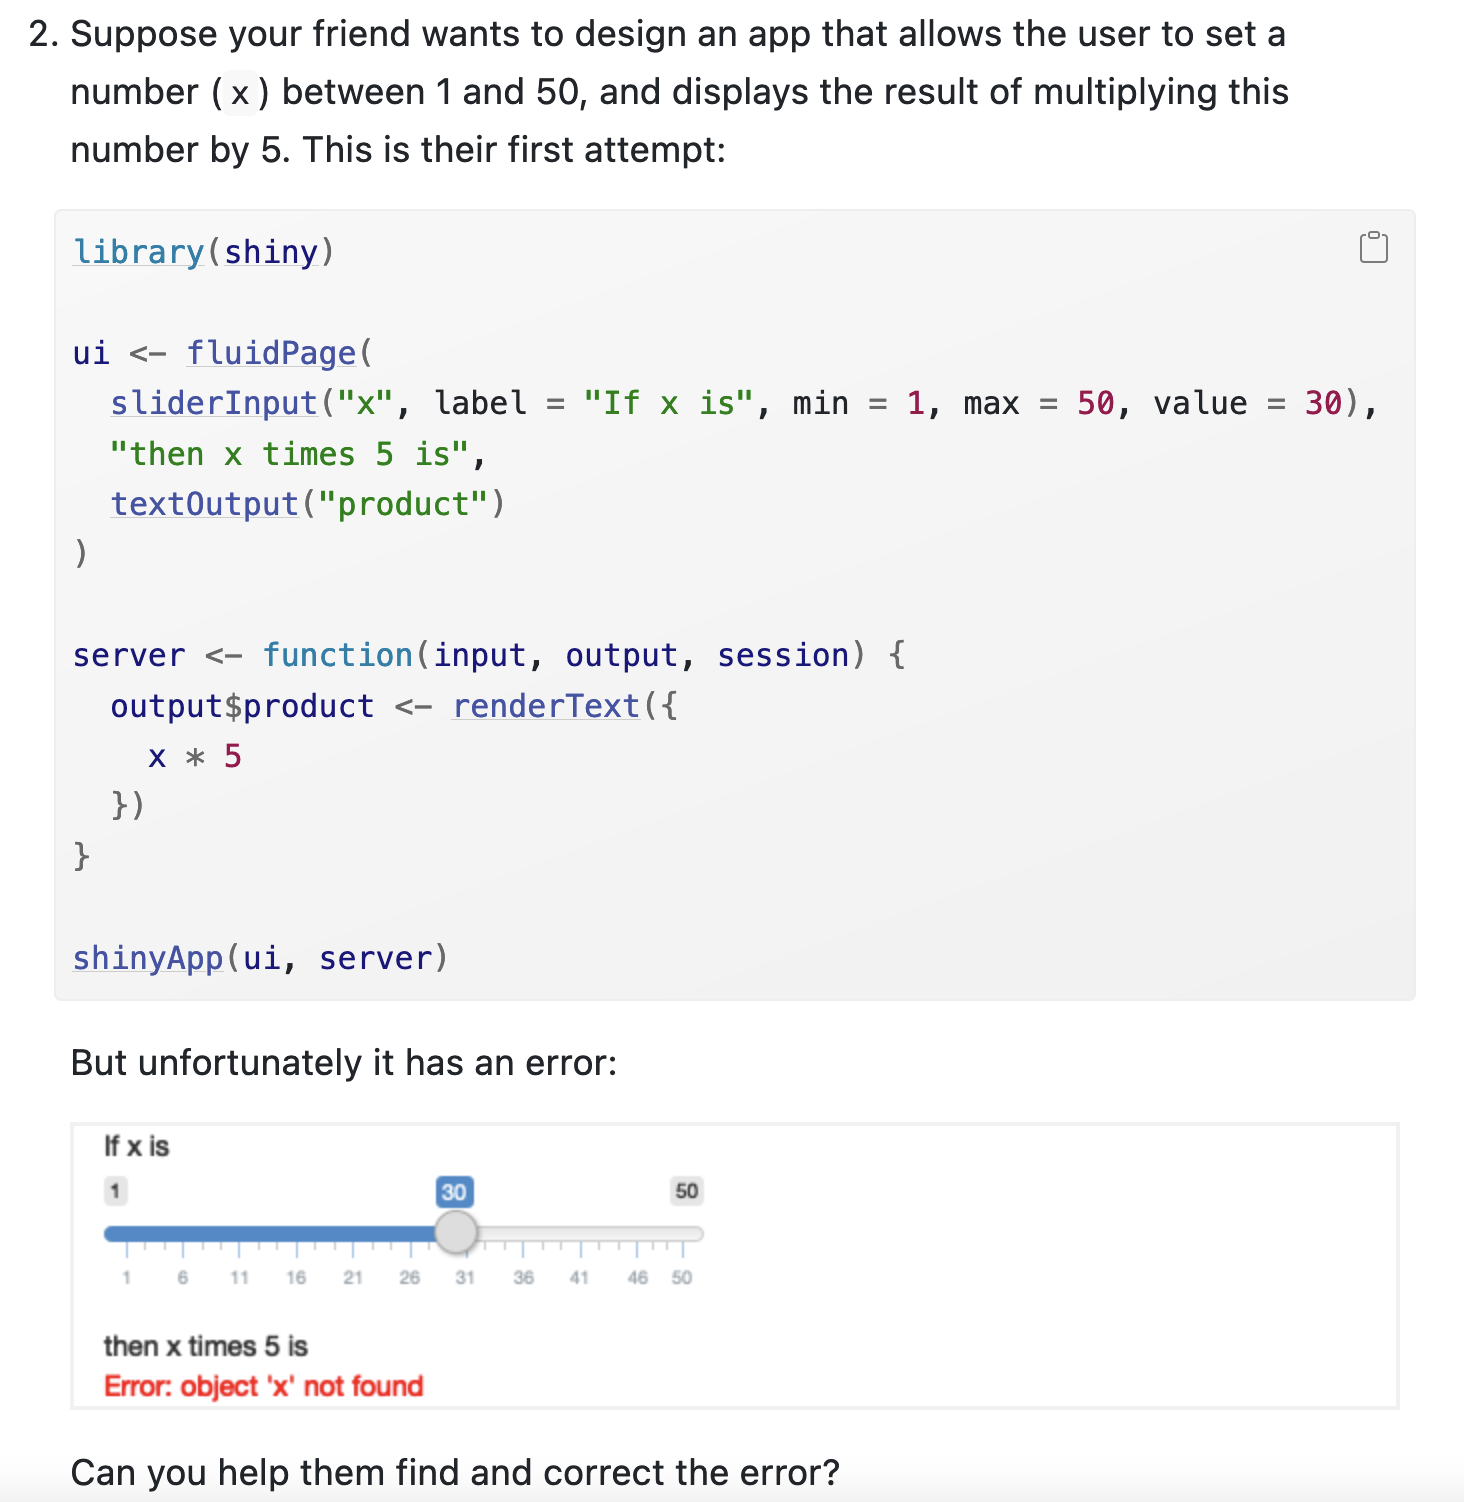 2. Suppose your friend wants to design an app that allows the user to set a
number (x) between 1 and 50, and displays the result of multiplying this
number by 5. This is their first attempt:
library(shiny)
ui <- fluidPage(
  sliderInput("x", label = "If x is", min = 1, max = 50, value = 30),
  "then x times 5 is",
  textOutput("product")
)
server <- function(input, output, session) {
  output$product <- renderText({
    x * 5
  })
}
shinyApp(ui, server)
But unfortunately it has an error:
If x is
1 30 50
1 6 11 16 21 26 31 36 41 46 50
then x times 5 is
Error: object 'x' not found
Can you help them find and correct the error?